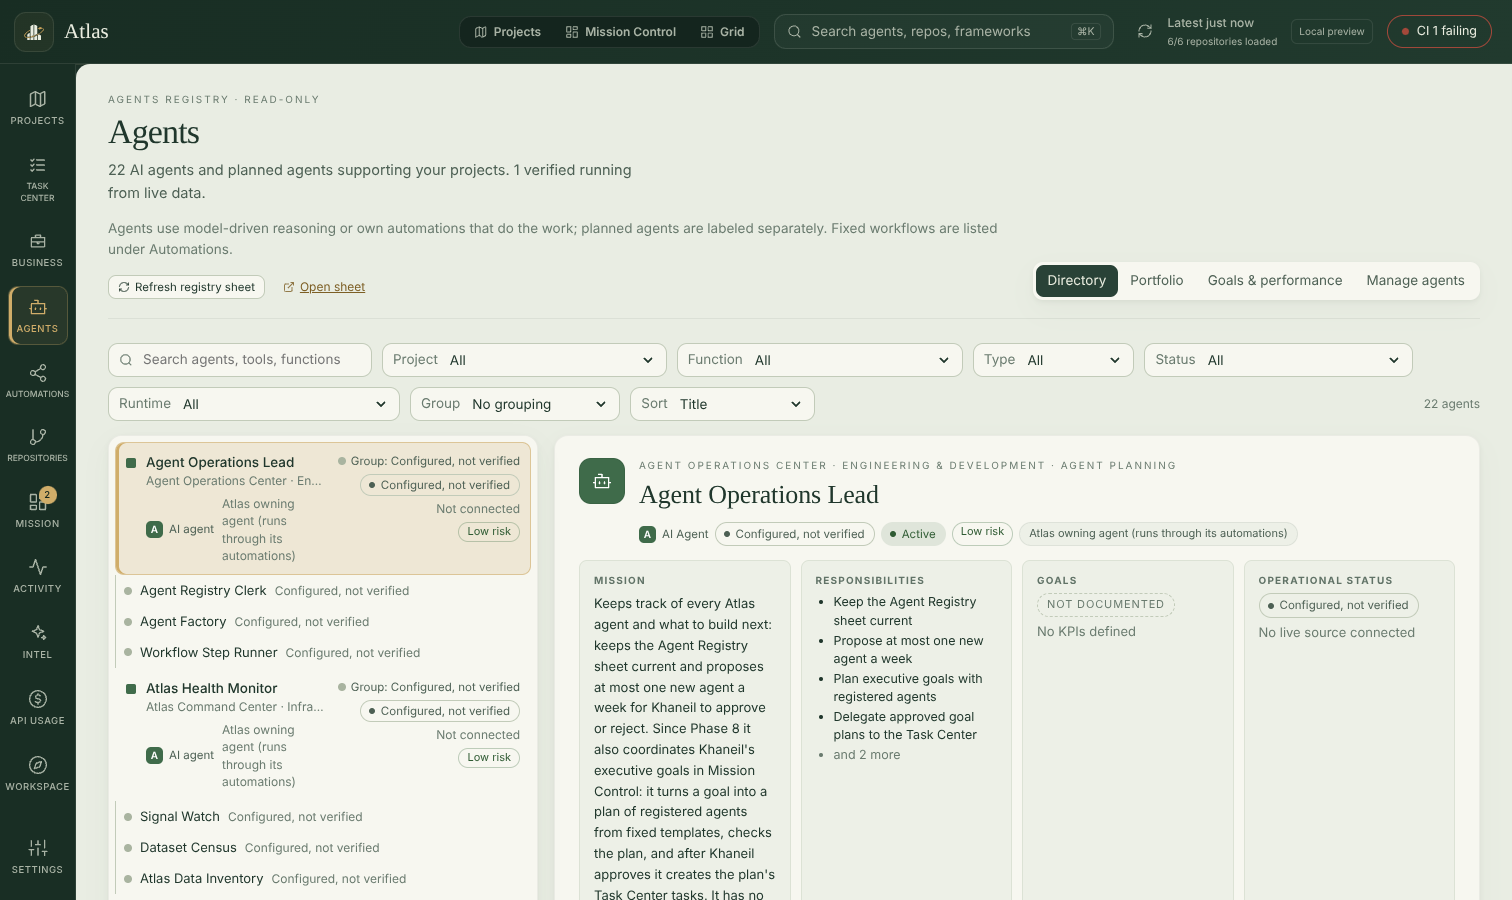 Atlas
Projects
Mission Control
Grid
Search agents, repos, frameworks
⌘K
Latest just now
6/6 repositories loaded
Local preview
CI 1 failing
PROJECTS
TASK
CENTER
BUSINESS
AGENTS
AUTOMATIONS
REPOSITORIES
2
MISSION
ACTIVITY
INTEL
API USAGE
WORKSPACE
SETTINGS
AGENTS REGISTRY · READ-ONLY
Agents
22 AI agents and planned agents supporting your projects. 1 verified running
from live data.
Agents use model-driven reasoning or own automations that do the work; planned agents are labeled separately. Fixed workflows are listed
under Automations.
Refresh registry sheet
Open sheet
Directory
Portfolio
Goals & performance
Manage agents
Search agents, tools, functions
Project All
Function All
Type All
Status All
Runtime All
Group No grouping
Sort Title
22 agents
Agent Operations Lead
Group: Configured, not verified
Agent Operations Center · En...
Configured, not verified
Not connected
Low risk
A AI agent
Atlas owning
agent (runs
through its
automations)
Agent Registry Clerk Configured, not verified
Agent Factory Configured, not verified
Workflow Step Runner Configured, not verified
Atlas Health Monitor
Group: Configured, not verified
Atlas Command Center · Infra...
Configured, not verified
Not connected
Low risk
A AI agent
Atlas owning
agent (runs
through its
automations)
Signal Watch Configured, not verified
Dataset Census Configured, not verified
Atlas Data Inventory Configured, not verified
AGENT OPERATIONS CENTER · ENGINEERING & DEVELOPMENT · AGENT PLANNING
Agent Operations Lead
A AI Agent
Configured, not verified
Active
Low risk
Atlas owning agent (runs through its automations)
MISSION
Keeps track of every Atlas
agent and what to build next:
keeps the Agent Registry
sheet current and proposes
at most one new agent a
week for Khaneil to approve
or reject. Since Phase 8 it
also coordinates Khaneil's
executive goals in Mission
Control: it turns a goal into a
plan of registered agents
from fixed templates, checks
the plan, and after Khaneil
approves it creates the plan's
Task Center tasks. It has no
RESPONSIBILITIES
• Keep the Agent Registry
sheet current
• Propose at most one new
agent a week
• Plan executive goals with
registered agents
• Delegate approved goal
plans to the Task Center
• and 2 more
GOALS
NOT DOCUMENTED
No KPIs defined
OPERATIONAL STATUS
Configured, not verified
No live source connected